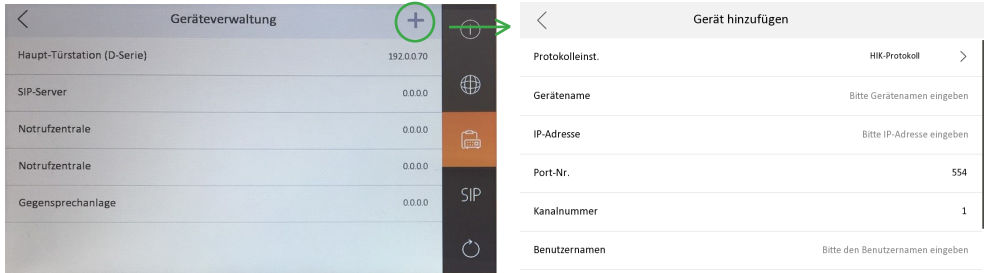 Geräteverwaltung
Haupt-Türstation (D-Serie) 192.0.0.70
SIP-Server 0.0.0.0
Notrufzentrale 0.0.0.0
Notrufzentrale 0.0.0.0
Gegensprechanlage 0.0.0.0
SIP
Gerät hinzufügen
Protokolleinst. HIK-Protokoll
Gerätename Bitte Gerätenamen eingeben
IP-Adresse Bitte IP-Adresse eingeben
Port-Nr. 554
Kanalnummer 1
Benutzernamen Bitte den Benutzernamen eingeben